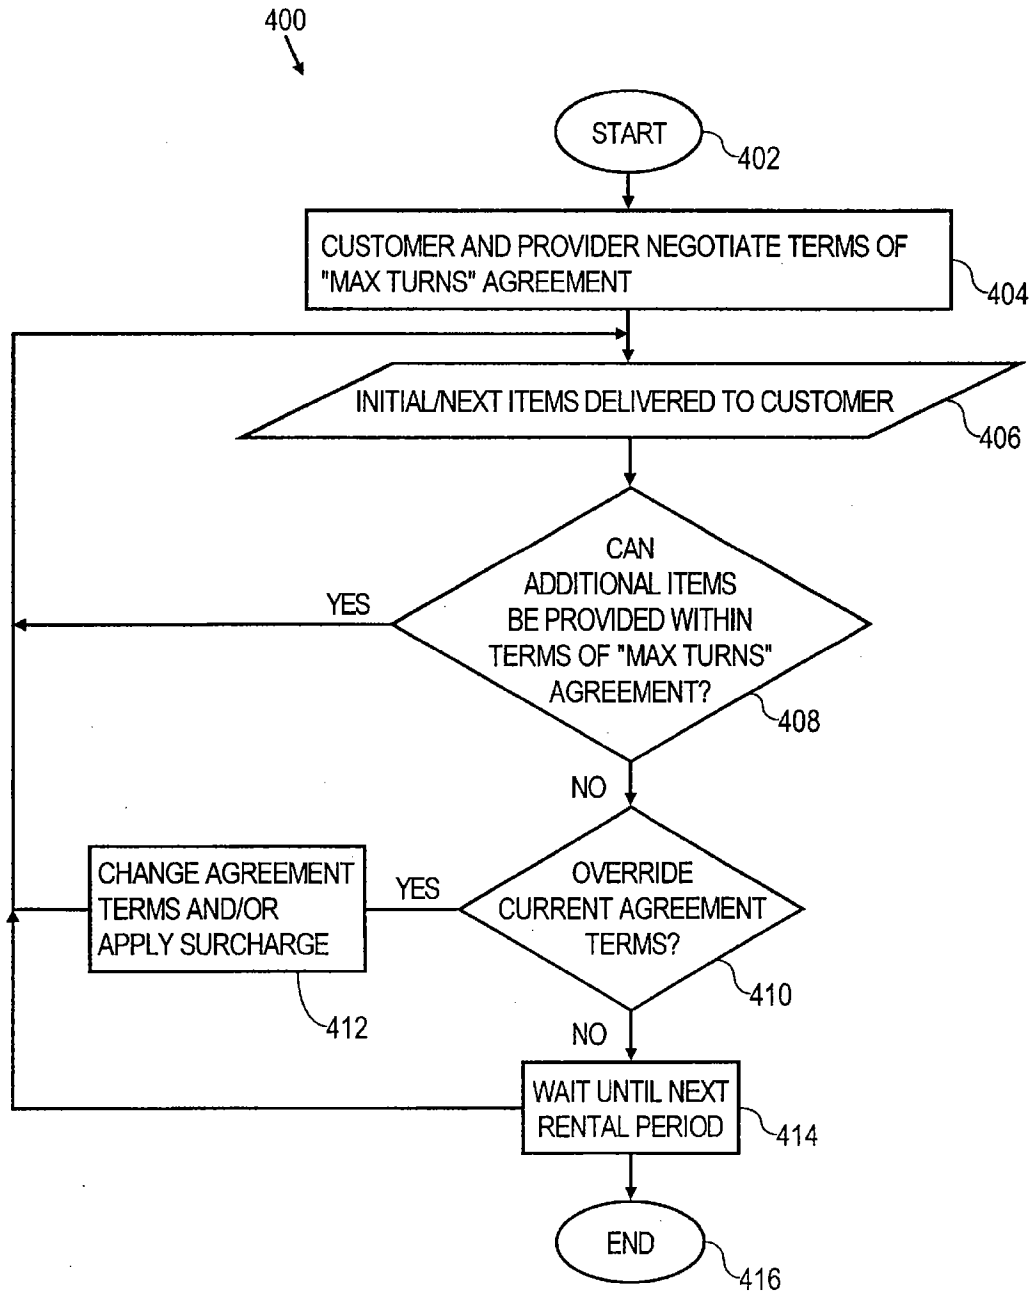 400
START
402
CUSTOMER AND PROVIDER NEGOTIATE TERMS OF
"MAX TURNS" AGREEMENT
404
INITIAL/NEXT ITEMS DELIVERED TO CUSTOMER
406
CAN
ADDITIONAL ITEMS
BE PROVIDED WITHIN
TERMS OF "MAX TURNS"
AGREEMENT?
YES
408
NO
OVERRIDE
CURRENT AGREEMENT
TERMS?
YES
410
CHANGE AGREEMENT
TERMS AND/OR
APPLY SURCHARGE
412
NO
WAIT UNTIL NEXT
RENTAL PERIOD
414
END
416